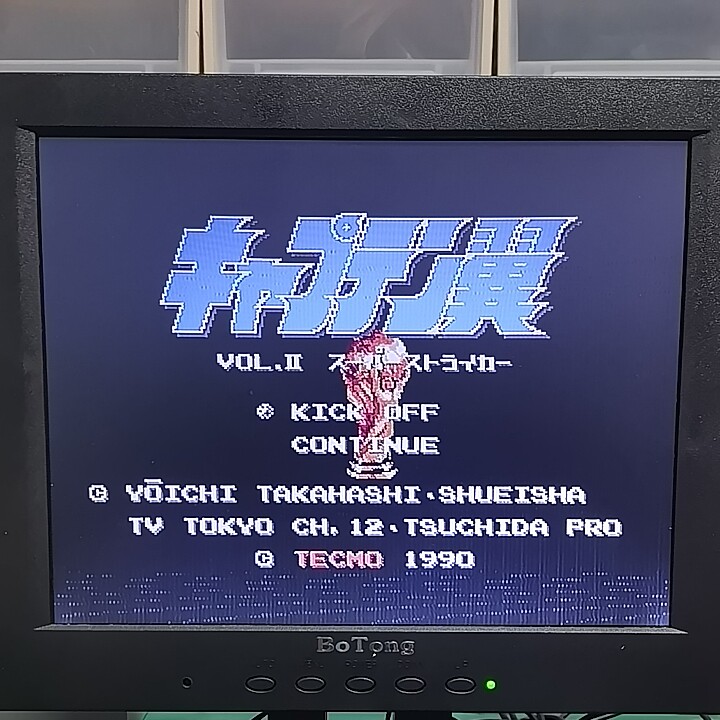 キャプテン翼
VOL.II スーパーストライカー
KICK OFF
CONTINUE
© YŌICHI TAKAHASHI・SHUEISHA
TV TOKYO CH. 12・TSUCHIDA PRO
© TECMO 1990
BoTong